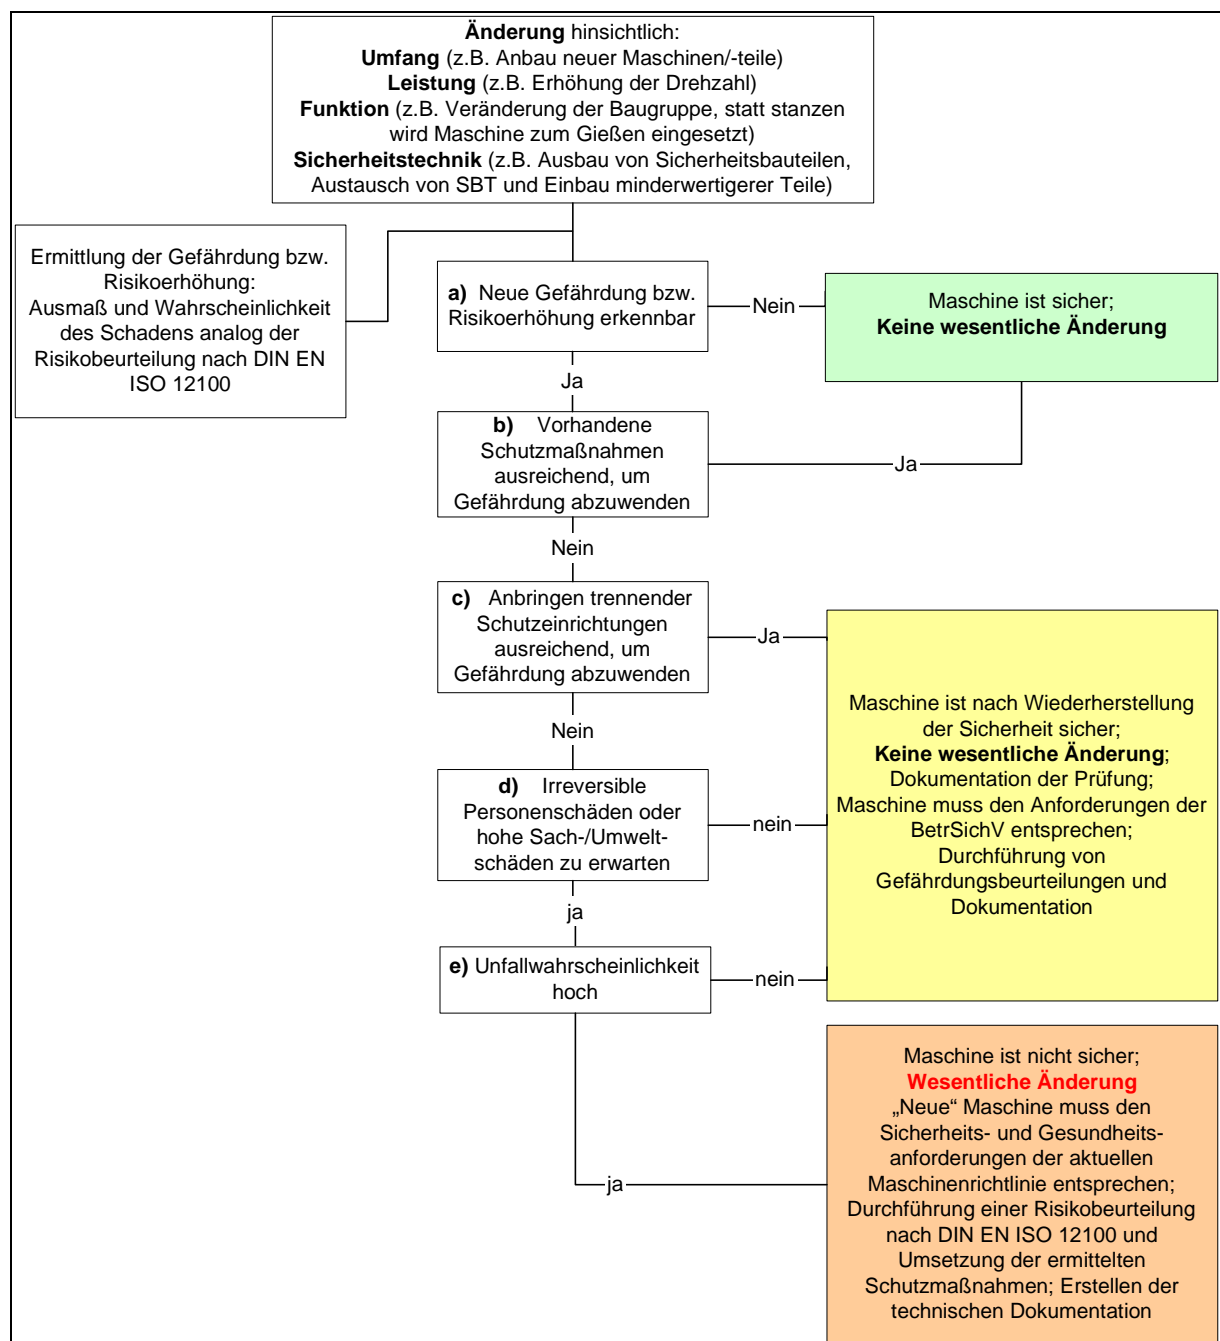 Änderung hinsichtlich:
Umfang (z.B. Anbau neuer Maschinen/-teile)
Leistung (z.B. Erhöhung der Drehzahl)
Funktion (z.B. Veränderung der Baugruppe, statt stanzen
wird Maschine zum Gießen eingesetzt)
Sicherheitstechnik (z.B. Ausbau von Sicherheitsbauteilen,
Austausch von SBT und Einbau minderwertigerer Teile)
Ermittlung der Gefährdung bzw.
Risikoerhöhung:
Ausmaß und Wahrscheinlichkeit
des Schadens analog der
Risikobeurteilung nach DIN EN
ISO 12100
a) Neue Gefährdung bzw.
Risikoerhöhung erkennbar
Nein
Maschine ist sicher;
Keine wesentliche Änderung
Ja
b) Vorhandene
Schutzmaßnahmen
ausreichend, um
Gefährdung abzuwenden
Ja
Nein
c) Anbringen trennender
Schutzeinrichtungen
ausreichend, um
Gefährdung abzuwenden
Ja
Nein
d) Irreversible
Personenschäden oder
hohe Sach-/Umwelt-
schäden zu erwarten
nein
ja
e) Unfallwahrscheinlichkeit
hoch
nein
Maschine ist nach Wiederherstellung
der Sicherheit sicher;
Keine wesentliche Änderung;
Dokumentation der Prüfung;
Maschine muss den Anforderungen der
BetrSichV entsprechen;
Durchführung von
Gefährdungsbeurteilungen und
Dokumentation
ja
Maschine ist nicht sicher;
Wesentliche Änderung
„Neue“ Maschine muss den
Sicherheits- und Gesundheits-
anforderungen der aktuellen
Maschinenrichtlinie entsprechen;
Durchführung einer Risikobeurteilung
nach DIN EN ISO 12100 und
Umsetzung der ermittelten
Schutzmaßnahmen; Erstellen der
technischen Dokumentation